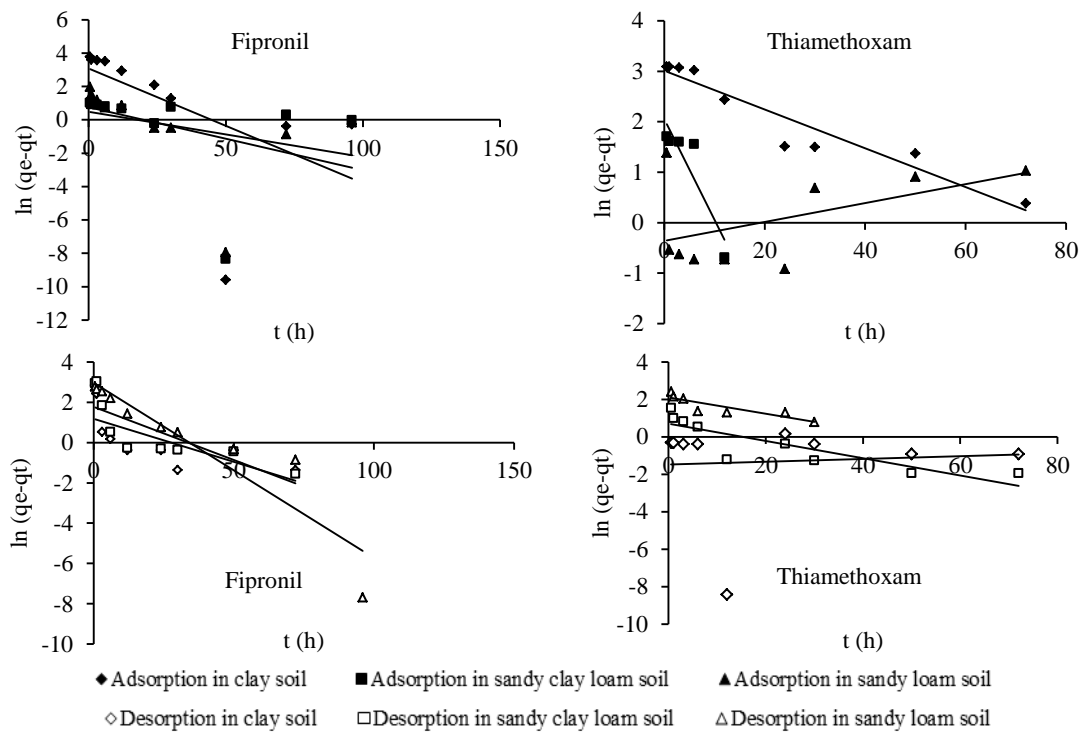 Fipronil
6
4
2
0
-2
-4
-6
-8
-10
-12
0
50
100
150
ln (qe-qt)
t (h)
Thiamethoxam
4
3
2
1
0
-1
-2
0
20
40
60
80
ln (qe-qt)
t (h)
4
2
0
-2
-4
-6
-8
-10
0
50
100
150
ln (qe-qt)
Fipronil
t (h)
4
2
0
-2
-4
-6
-8
-10
0
20
40
60
80
ln (qe-qt)
Thiamethoxam
t (h)
Adsorption in clay soil
Adsorption in sandy clay loam soil
Adsorption in sandy loam soil
Desorption in clay soil
Desorption in sandy clay loam soil
Desorption in sandy loam soil